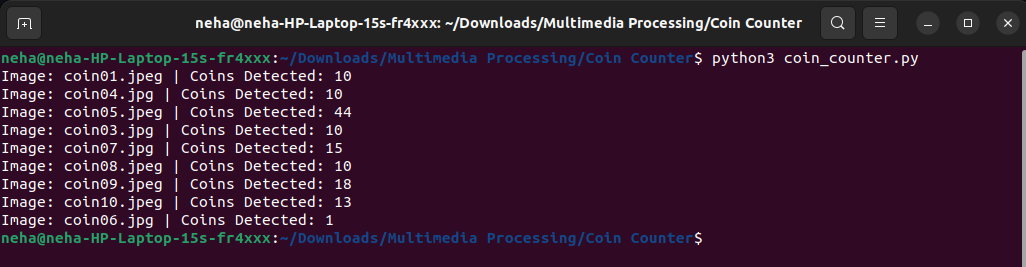 neha@neha-HP-Laptop-15s-fr4xxx: ~/Downloads/Multimedia Processing/Coin Counter
neha@neha-HP-Laptop-15s-fr4xxx:~/Downloads/Multimedia Processing/Coin Counter$ python3 coin_counter.py
Image: coin01.jpeg | Coins Detected: 10
Image: coin04.jpg | Coins Detected: 10
Image: coin05.jpeg | Coins Detected: 44
Image: coin03.jpg | Coins Detected: 10
Image: coin07.jpg | Coins Detected: 15
Image: coin08.jpeg | Coins Detected: 10
Image: coin09.jpeg | Coins Detected: 18
Image: coin10.jpeg | Coins Detected: 13
Image: coin06.jpg | Coins Detected: 1
neha@neha-HP-Laptop-15s-fr4xxx:~/Downloads/Multimedia Processing/Coin Counter$